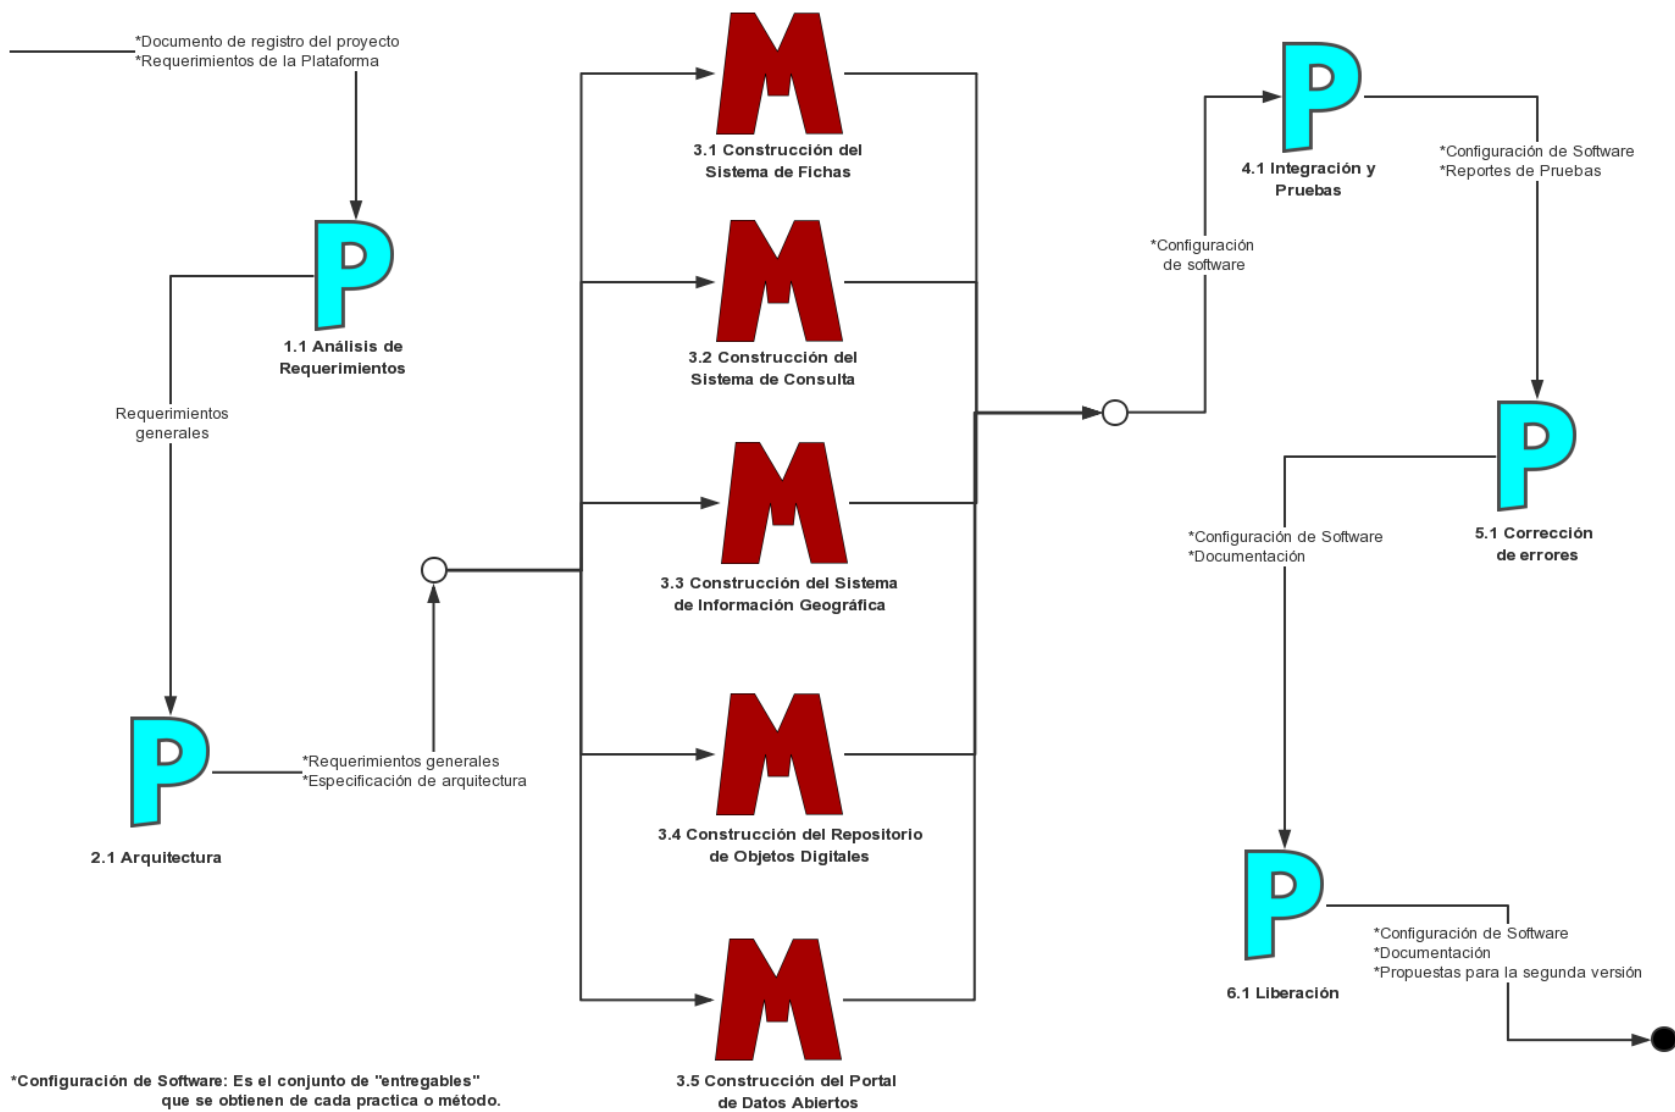 *Documento de registro del proyecto
*Requerimientos de la Plataforma
P
1.1 Análisis de
Requerimientos
Requerimientos
generales
P
2.1 Arquitectura
*Requerimientos generales
*Especificación de arquitectura
M
3.1 Construcción del
Sistema de Fichas
M
3.2 Construcción del
Sistema de Consulta
M
3.3 Construcción del Sistema
de Información Geográfica
M
3.4 Construcción del Repositorio
de Objetos Digitales
M
3.5 Construcción del Portal
de Datos Abiertos
*Configuración
de software
P
4.1 Integración y
Pruebas
*Configuración de Software
*Reportes de Pruebas
P
5.1 Corrección
de errores
*Configuración de Software
*Documentación
P
6.1 Liberación
*Configuración de Software
*Documentación
*Propuestas para la segunda versión
*Configuración de Software: Es el conjunto de "entregables"
que se obtienen de cada practica o método.